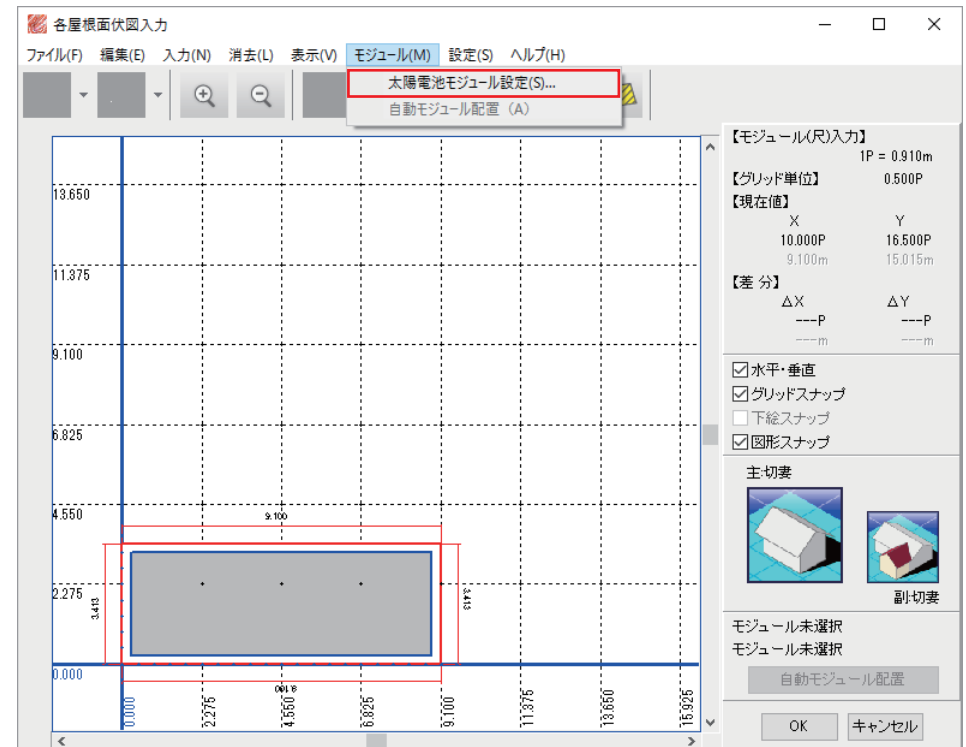 各屋根面伏図入力
ファイル(F) 編集(E) 入力(N) 消去(L) 表示(V) モジュール(M) 設定(S) ヘルプ(H)
太陽電池モジュール設定(S)...
自動モジュール配置 (A)
【モジュール(尺)入力】
1P = 0.910m
【グリッド単位】 0.500P
【現在値】
X Y
10.000P 16.500P
9.100m 15.015m
【差 分】
ΔX ΔY
---P ---P
---m ---m
水平・垂直
グリッドスナップ
下絵スナップ
図形スナップ
主:切妻
副:切妻
モジュール未選択
モジュール未選択
自動モジュール配置
OK キャンセル
13.650
11.375
9.100
6.825
4.550
9.100
2.275
3.413
3.413
0.000
9.100
0.000 2.275 4.550 6.825 9.100 11.375 13.650 15.925